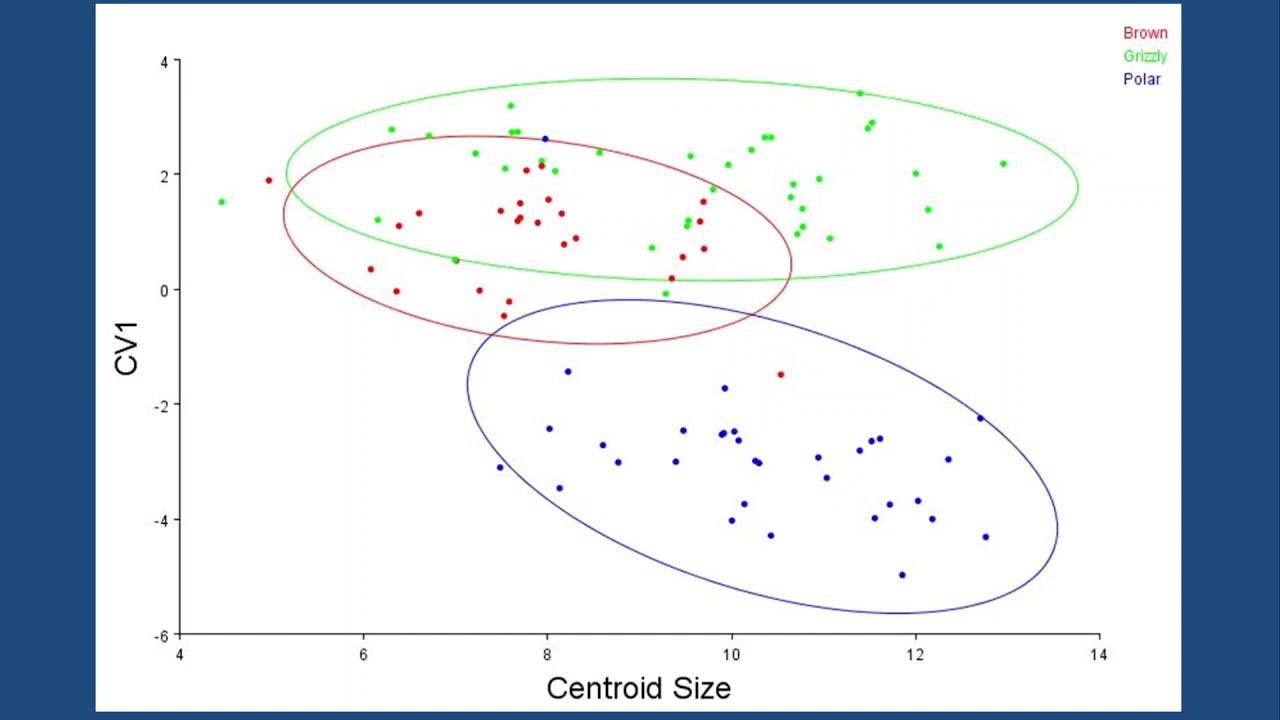 Brown
Grizzly
Polar
4
2
0
-2
-4
-6
CV1
4 6 8 10 12 14
Centroid Size